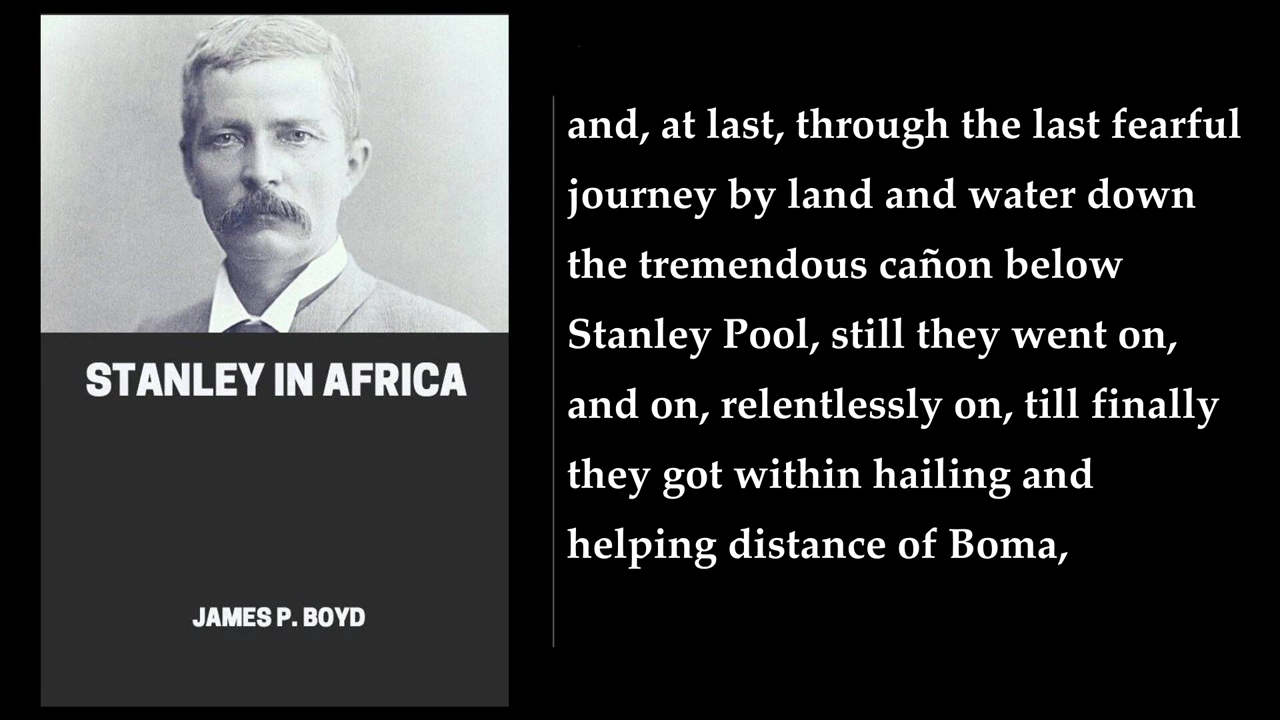 STANLEY IN AFRICA
JAMES P. BOYD
and, at last, through the last fearful
journey by land and water down
the tremendous cañon below
Stanley Pool, still they went on,
and on, relentlessly on, till finally
they got within hailing and
helping distance of Boma,